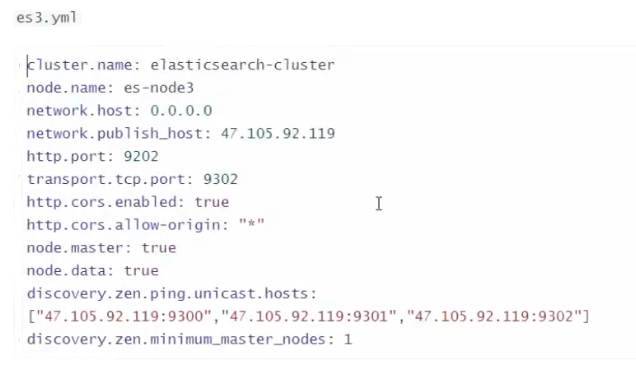 es3.yml
cluster.name: elasticsearch-cluster
node.name: es-node3
network.host: 0.0.0.0
network.publish_host: 47.105.92.119
http.port: 9202
transport.tcp.port: 9302
http.cors.enabled: true
http.cors.allow-origin: "*"
node.master: true
node.data: true
discovery.zen.ping.unicast.hosts:
["47.105.92.119:9300","47.105.92.119:9301","47.105.92.119:9302"]
discovery.zen.minimum_master_nodes: 1